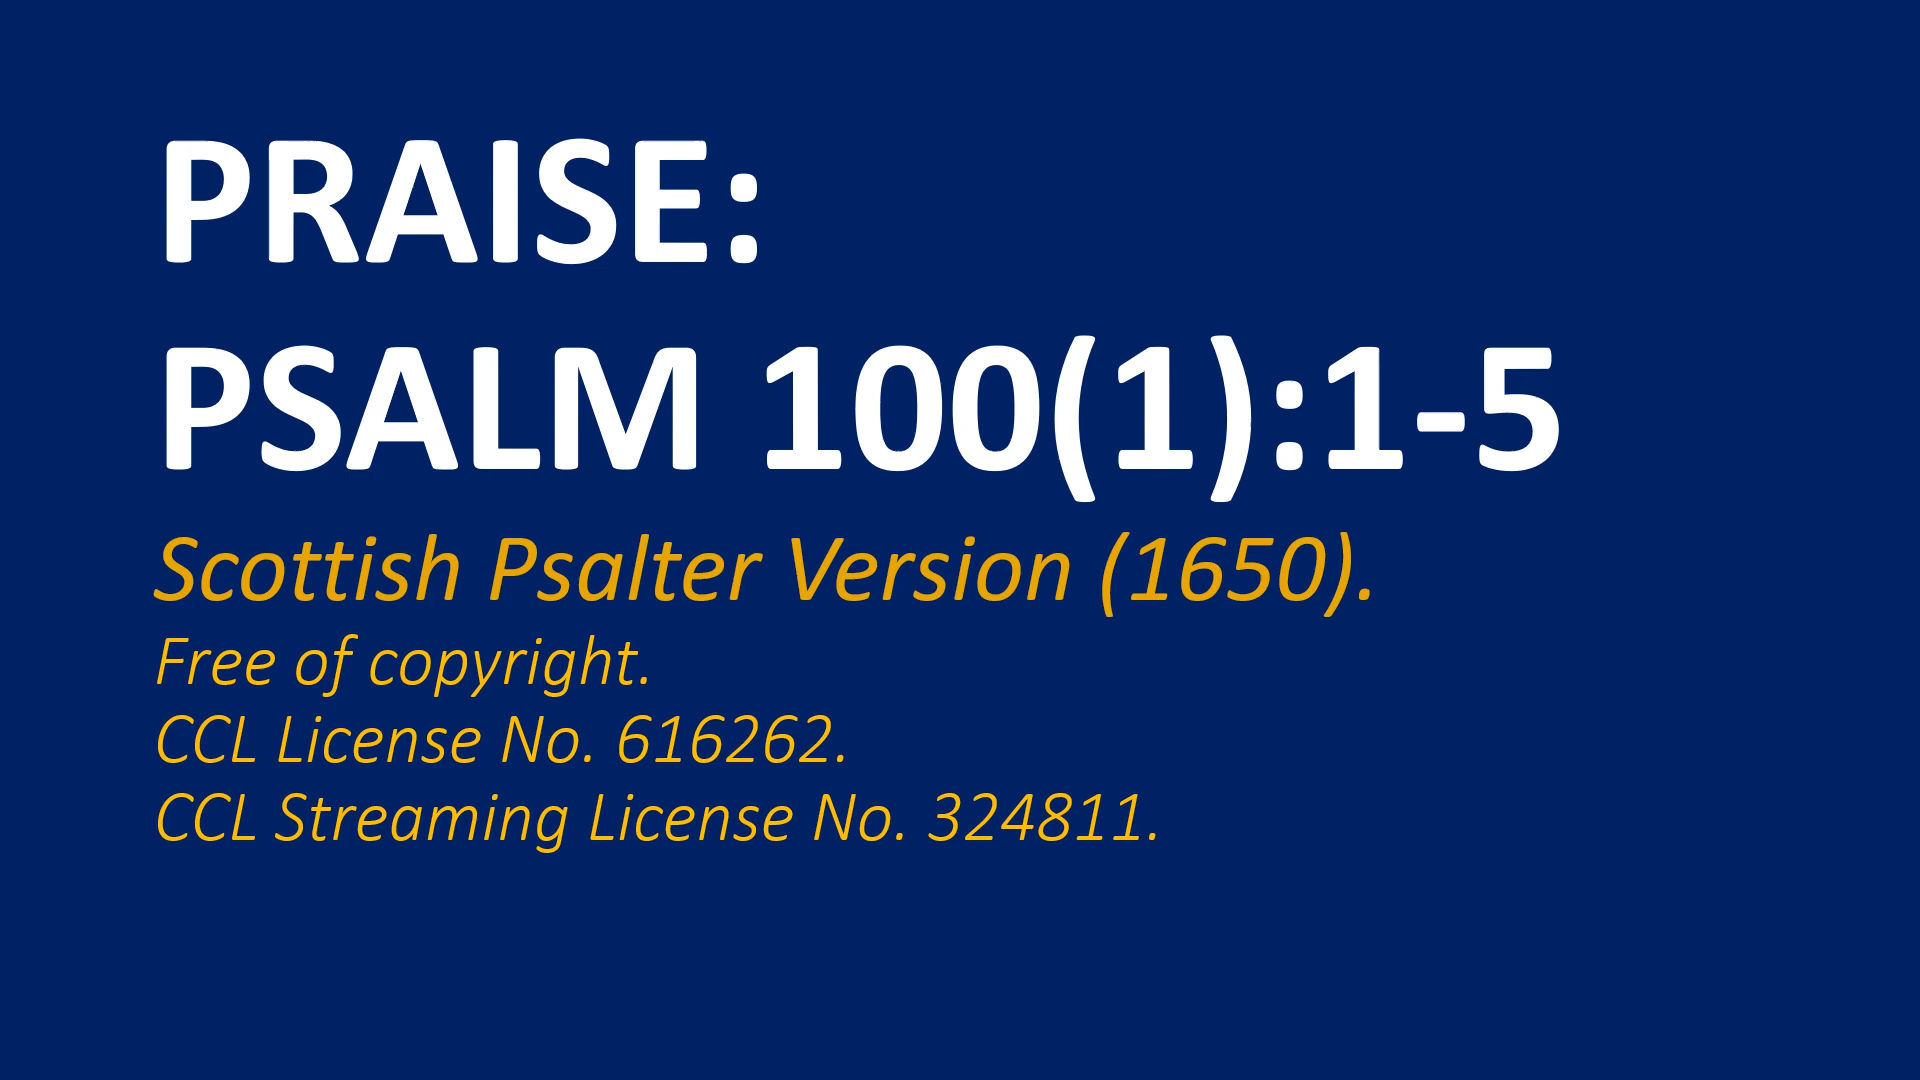 PRAISE:
PSALM 100(1):1-5
Scottish Psalter Version (1650).
Free of copyright.
CCL License No. 616262.
CCL Streaming License No. 324811.